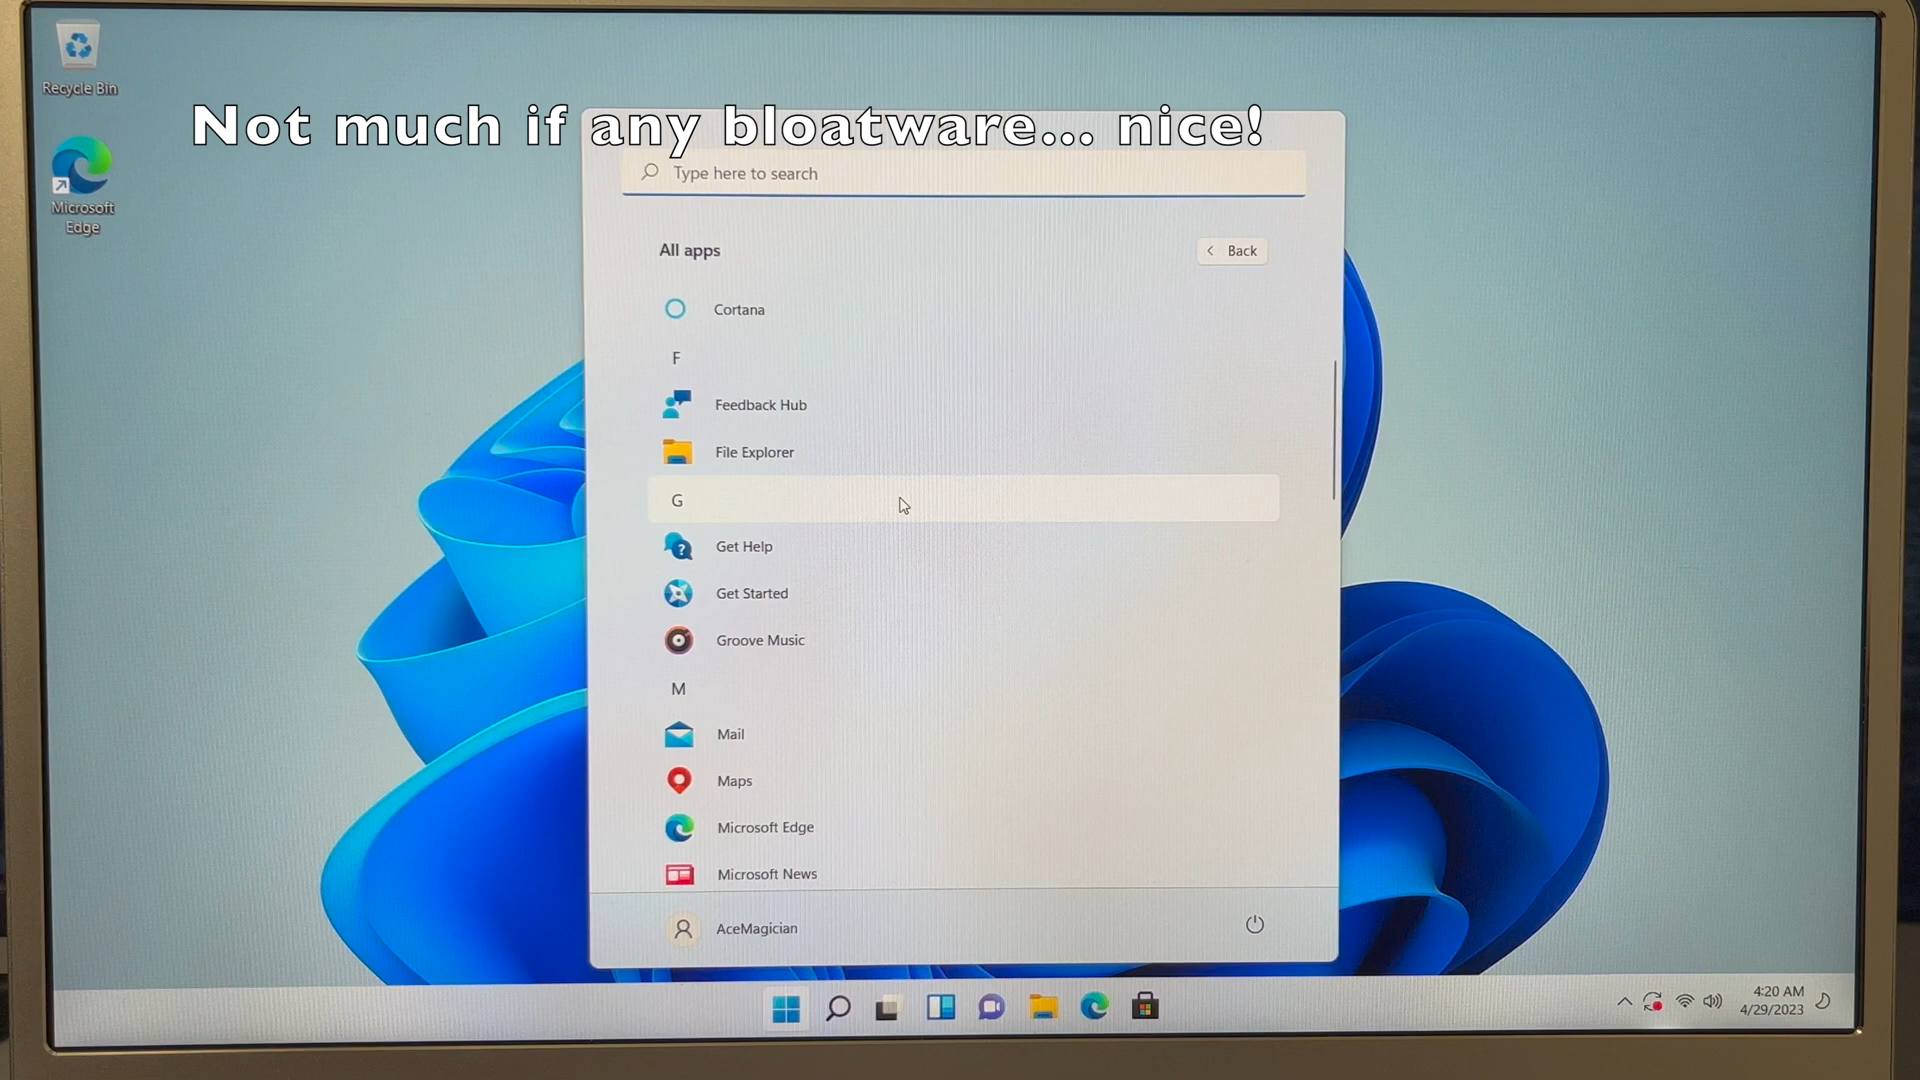 Recycle Bin
Microsoft
Edge
Not much if any bloatware... nice!
Type here to search
All apps
Back
Cortana
F
Feedback Hub
File Explorer
G
Get Help
Get Started
Groove Music
M
Mail
Maps
Microsoft Edge
Microsoft News
AceMagician
4:20 AM
4/29/2023